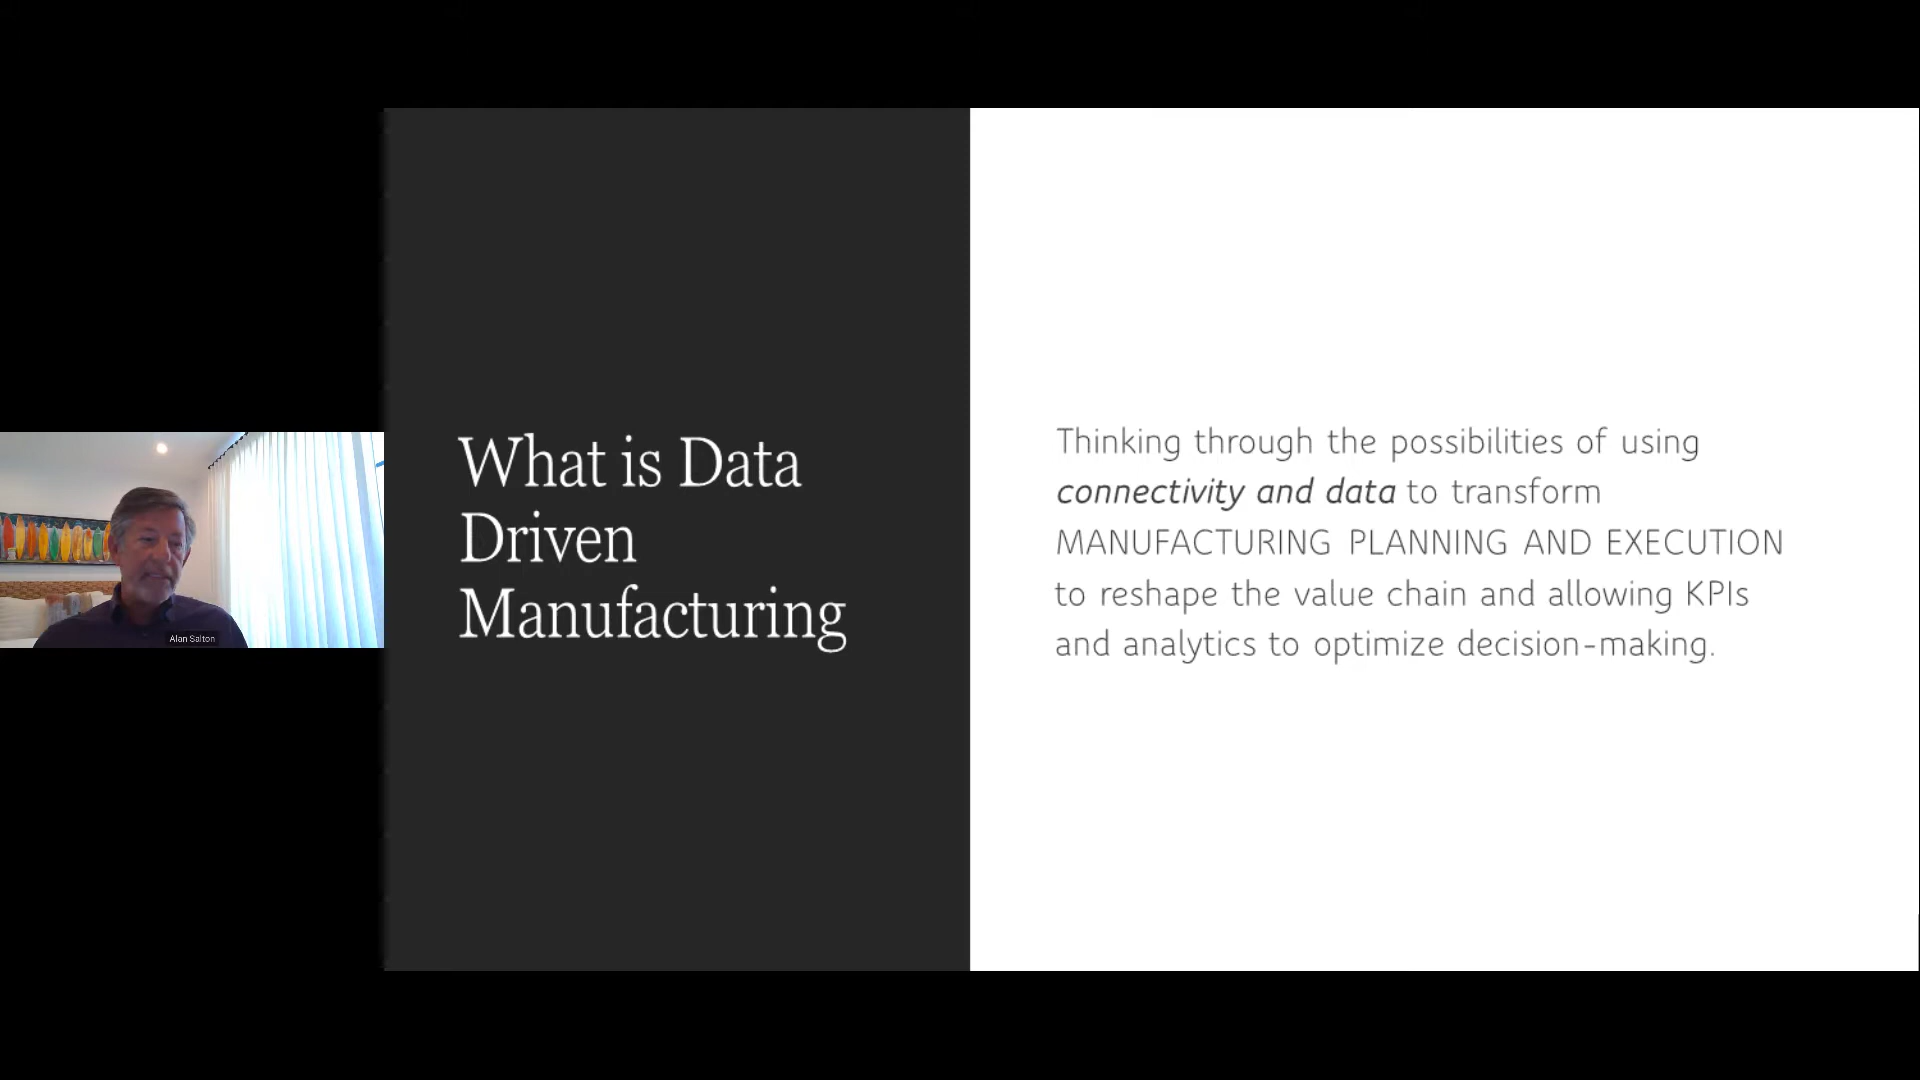 What is Data
Driven
Manufacturing
Thinking through the possibilities of using
connectivity and data to transform
MANUFACTURING PLANNING AND EXECUTION
to reshape the value chain and allowing KPIs
and analytics to optimize decision-making.
Alan Salton